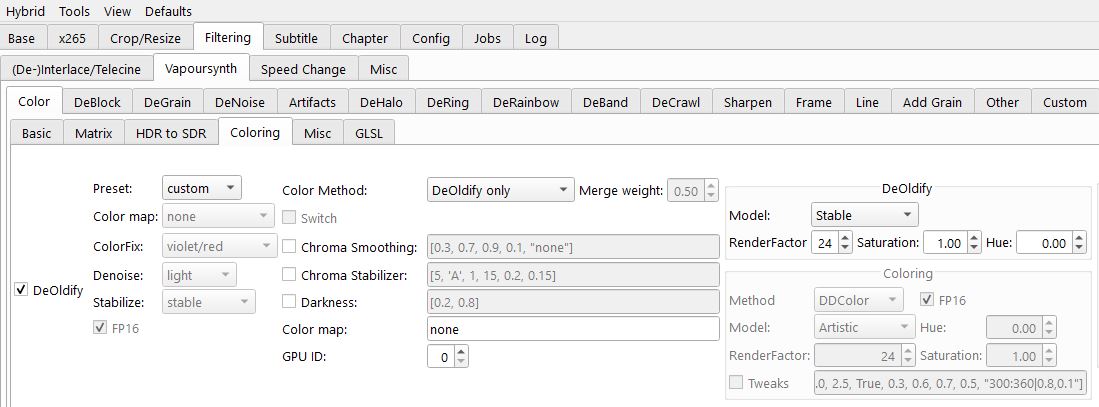 Hybrid Tools View Defaults
Base x265 Crop/Resize Filtering Subtitle Chapter Config Jobs Log
(De-)Interlace/Telecine Vapoursynth Speed Change Misc
Color DeBlock DeGrain DeNoise Artifacts DeHalo DeRing DeRainbow DeBand DeCrawl Sharpen Frame Line Add Grain Other Custom
Basic Matrix HDR to SDR Coloring Misc GLSL
DeOldify
Preset: custom
Color map: none
ColorFix: violet/red
Denoise: light
Stabilize: stable
FP16
Color Method: DeOldify only Merge weight: 0.50
Switch
Chroma Smoothing: [0.3, 0.7, 0.9, 0.1, "none"]
Chroma Stabilizer: [5, 'A', 1, 15, 0.2, 0.15]
Darkness: [0.2, 0.8]
Color map: none
GPU ID: 0
DeOldify
Model: Stable
RenderFactor 24 Saturation: 1.00 Hue: 0.00
Coloring
Method DDColor FP16
Model: Artistic Hue: 0.00
RenderFactor: 24 Saturation: 1.00
Tweaks .0, 2.5, True, 0.3, 0.6, 0.7, 0.5, "300:360|0.8,0.1"]